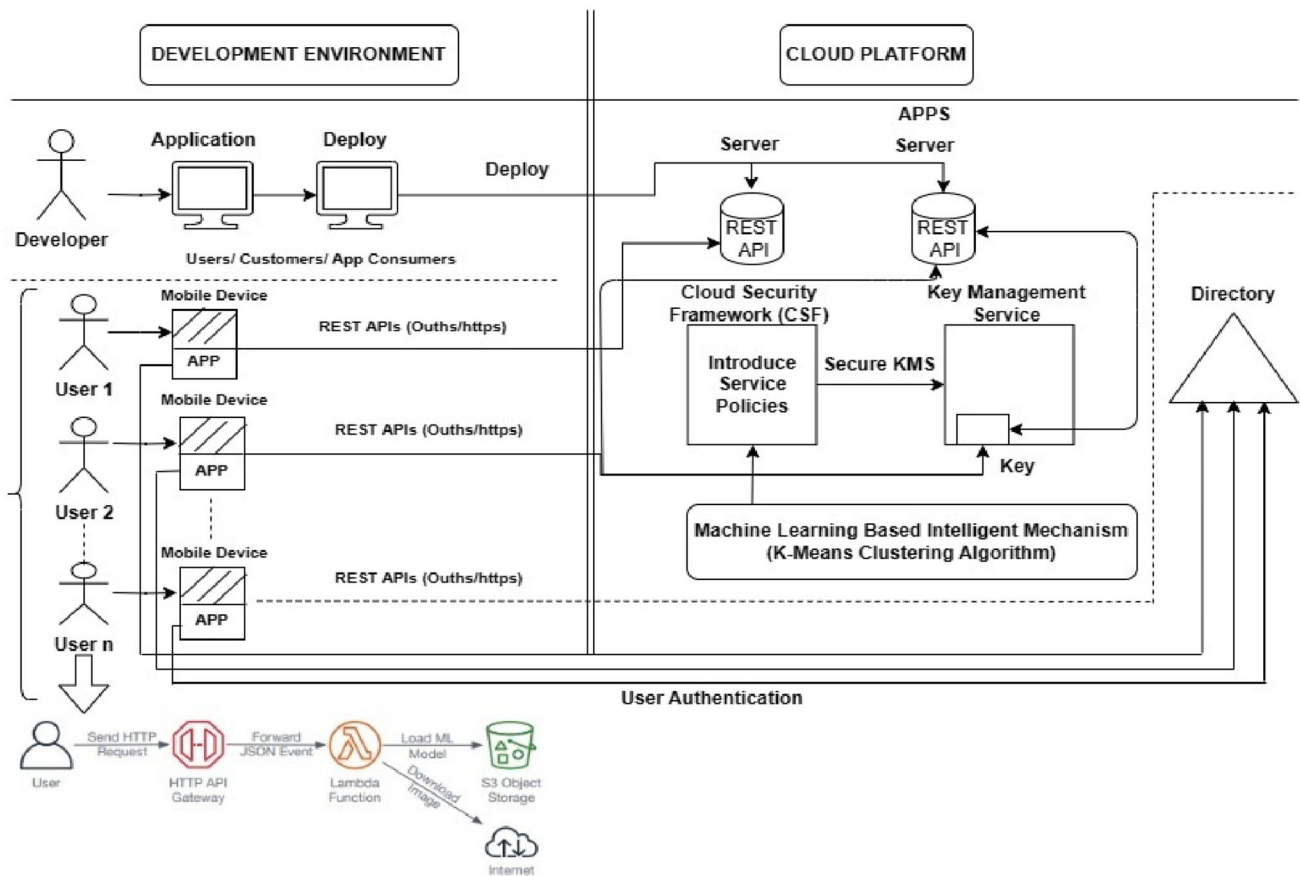 DEVELOPMENT ENVIRONMENT
CLOUD PLATFORM
APPS
Application
Deploy
Deploy
Server
Server
Developer
REST
API
REST
API
Users/ Customers/ App Consumers
Mobile Device
REST APIs (Ouths/https)
APP
User 1
Cloud Security
Framework (CSF)
Key Management
Service
Directory
Introduce
Service
Policies
Secure KMS
Key
Mobile Device
REST APIs (Ouths/https)
APP
User 2
Machine Learning Based Intelligent Mechanism
(K-Means Clustering Algorithm)
Mobile Device
REST APIs (Ouths/https)
APP
User n
User Authentication
Send HTTP
Request
Forward
JSON Event
Load ML
Model
Download
Image
User
HTTP API
Gateway
Lambda
Function
S3 Object
Storage
Internet